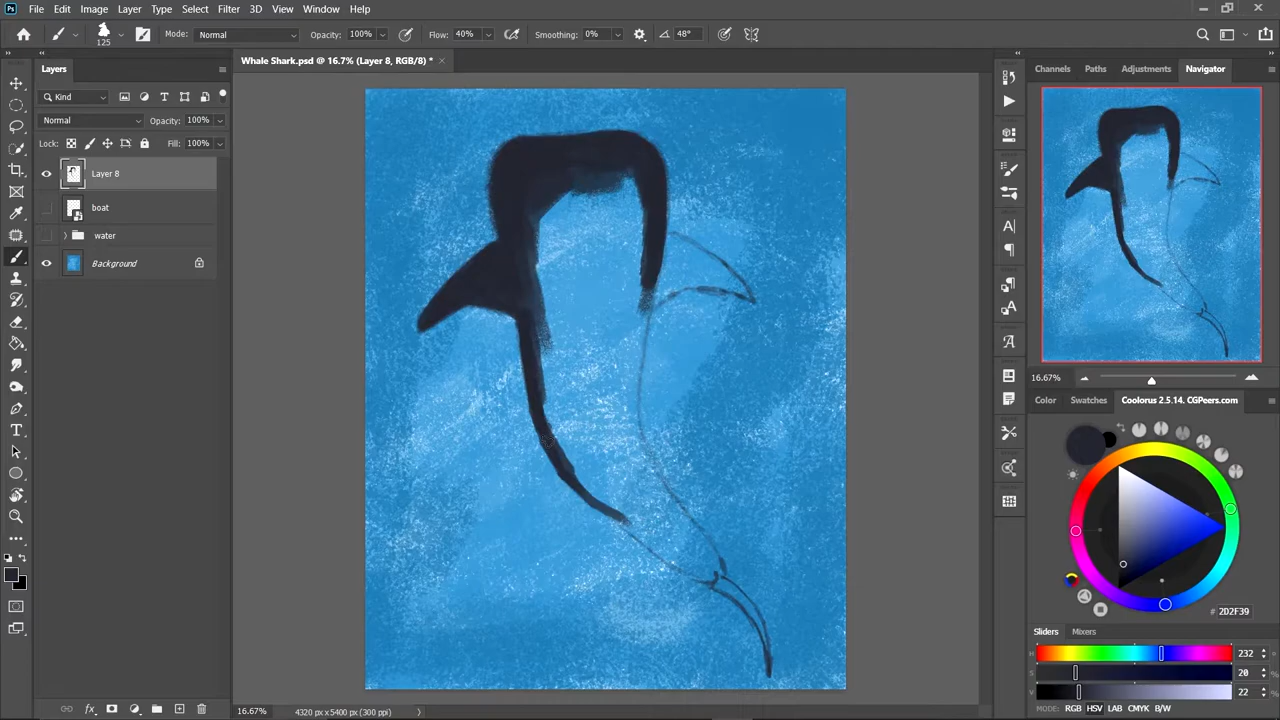 Ps File Edit Image Layer Type Select Filter 3D View Window Help
125 Mode: Normal Opacity: 100% Flow: 40% Smoothing: 0% 48°
Layers
Whale Shark.psd @ 16.7% (Layer 8, RGB/8) *
Channels Paths Adjustments Navigator
Kind
Normal Opacity: 100%
Lock: Fill: 100%
Layer 8
boat
water
Background
16.67%
Color Swatches Coolorus 2.5.14. CGPeers.com
# 2D2F39
Sliders Mixers
H 232
S 20 %
V 22 %
MODE: RGB HSV LAB CMYK B/W
16.67% 4320 px x 5400 px (300 ppi)